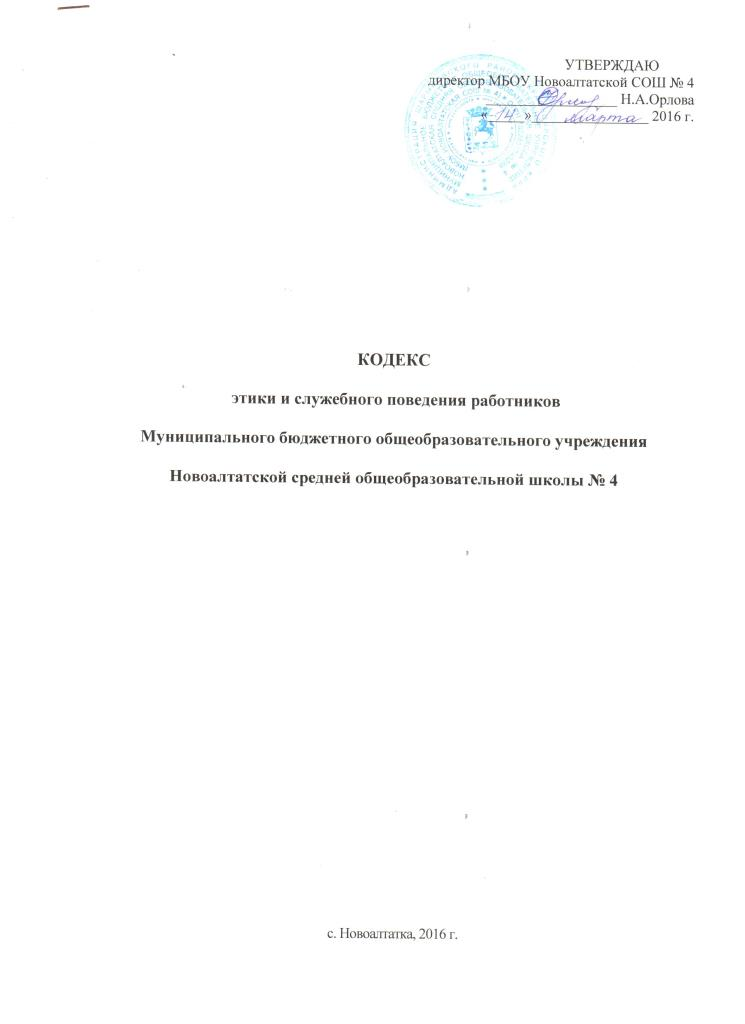 УТВЕРЖДАЮ
директор МБОУ Новоалтатской СОШ № 4
Н.А.Орлова
« 14 » марта 2016 г.
КОДЕКС
этики и служебного поведения работников
Муниципального бюджетного общеобразовательного учреждения
Новоалтатской средней общеобразовательной школы № 4
с. Новоалтатка, 2016 г.